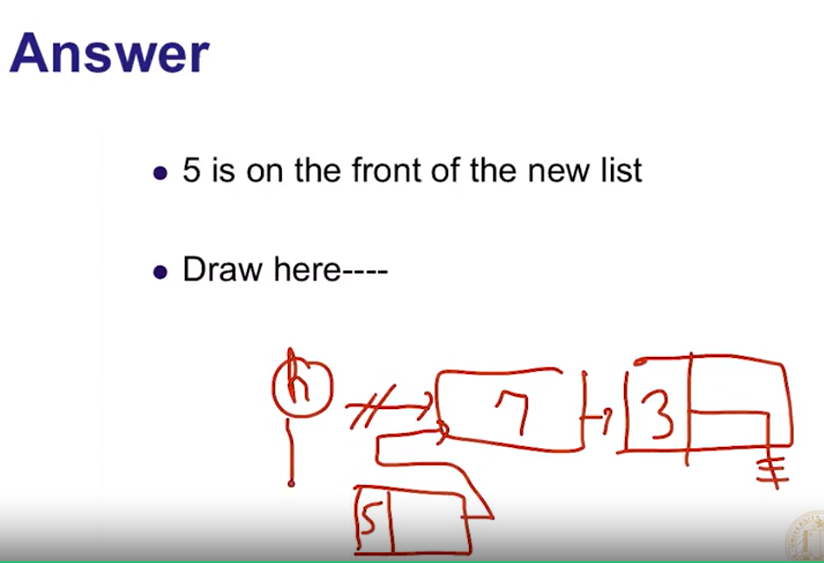 Answer
5 is on the front of the new list
Draw here----
h
7
3
5